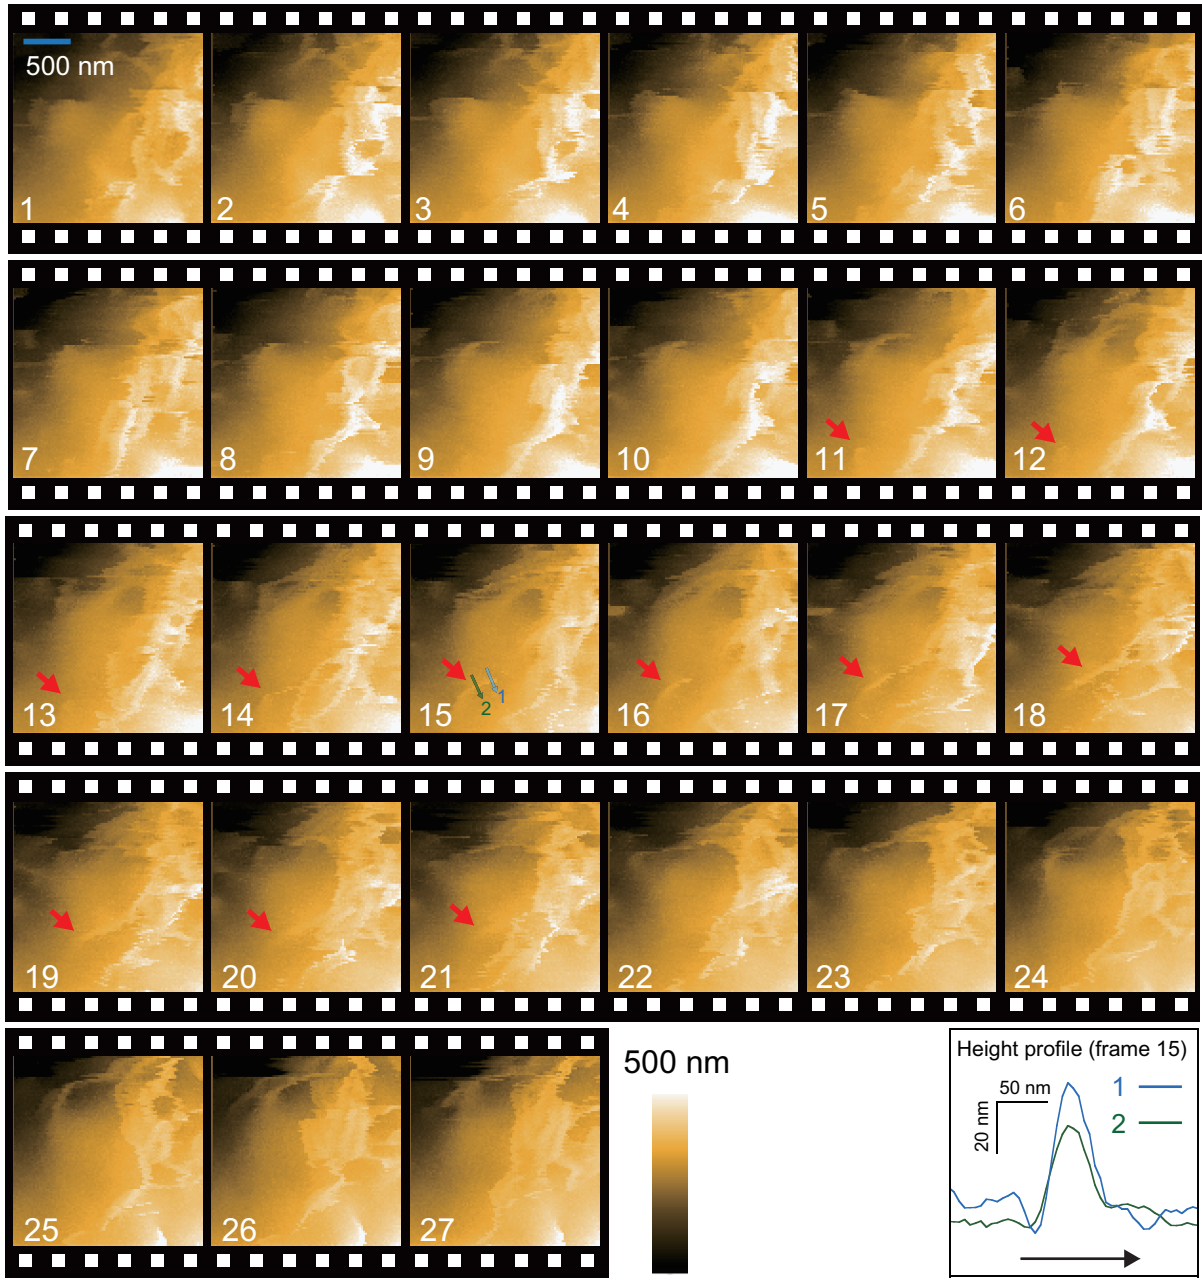 500 nm
1 2 3 4 5 6
7 8 9 10 11 12
1
2
13 14 15 16 17 18
19 20 21 22 23 24
25 26 27
500 nm
Height profile (frame 15)
50 nm
20 nm
1
2